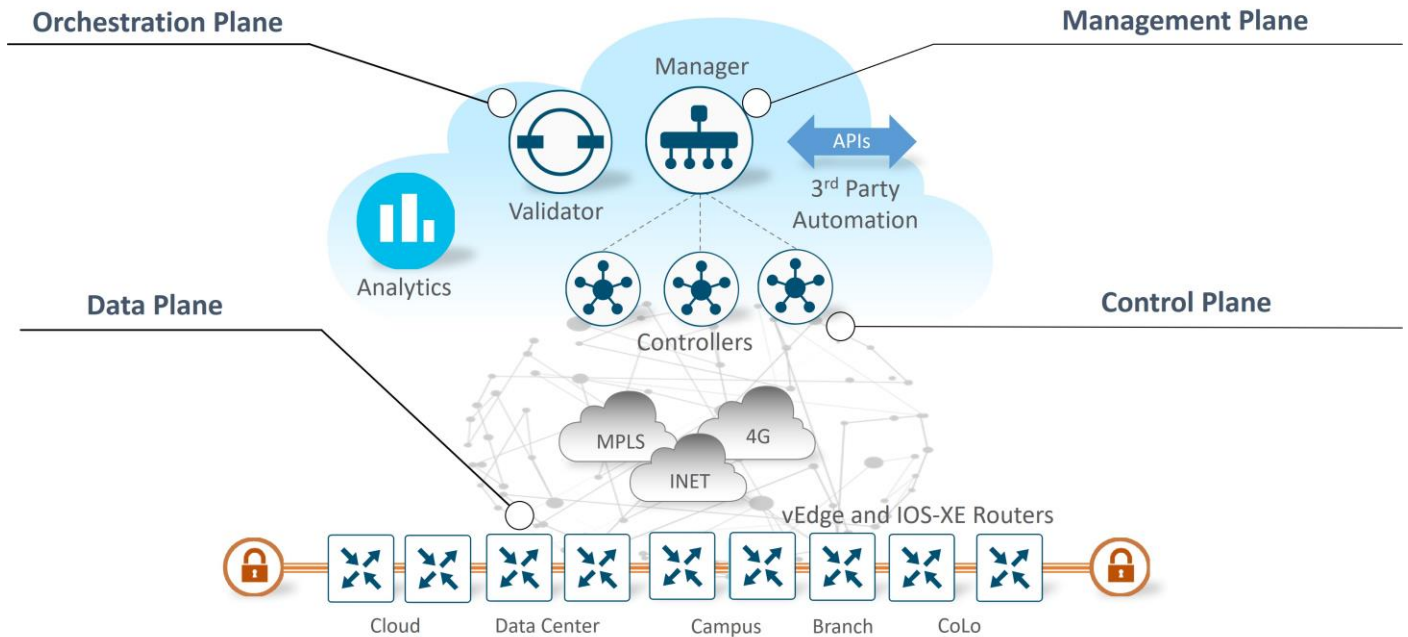 Orchestration Plane
Management Plane
Manager
APIs
3rd Party
Automation
Validator
Analytics
Data Plane
Control Plane
Controllers
MPLS
4G
INET
vEdge and IOS-XE Routers
Cloud
Data Center
Campus
Branch
CoLo